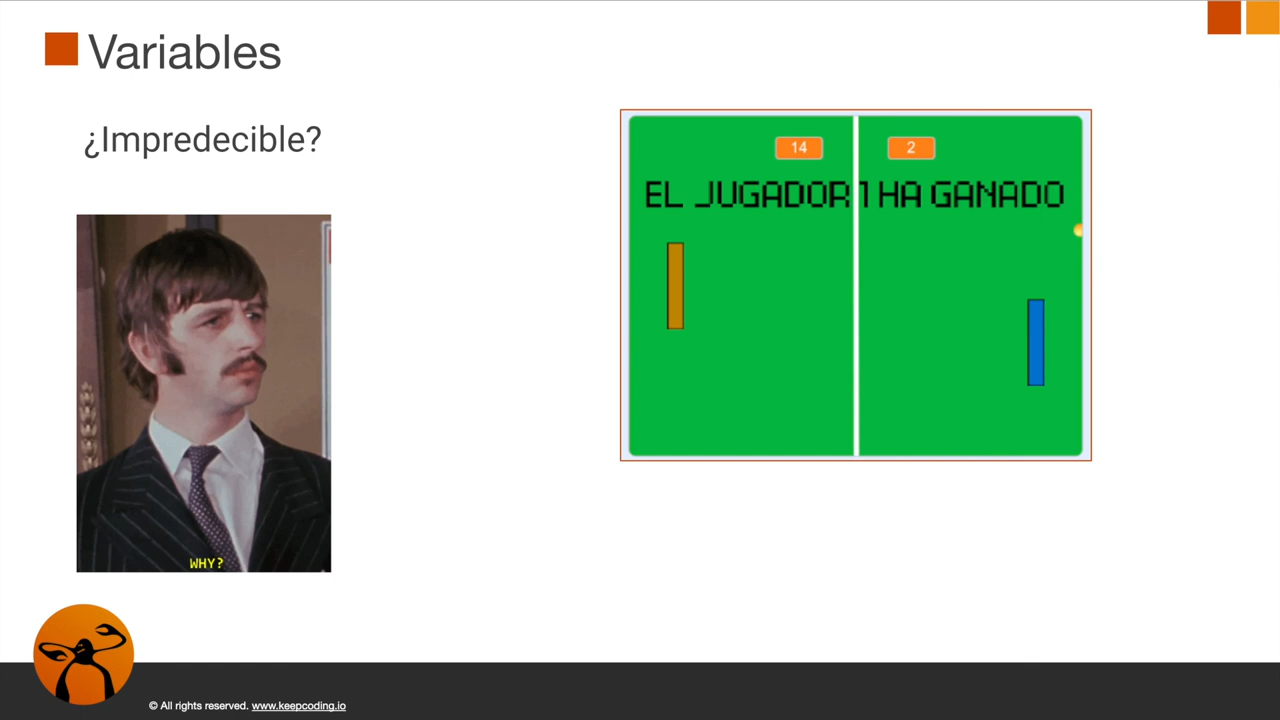 Variables
¿Impredecible?
14 2
EL JUGADOR 1 HA GANADO
WHY?
© All rights reserved. www.keepcoding.io